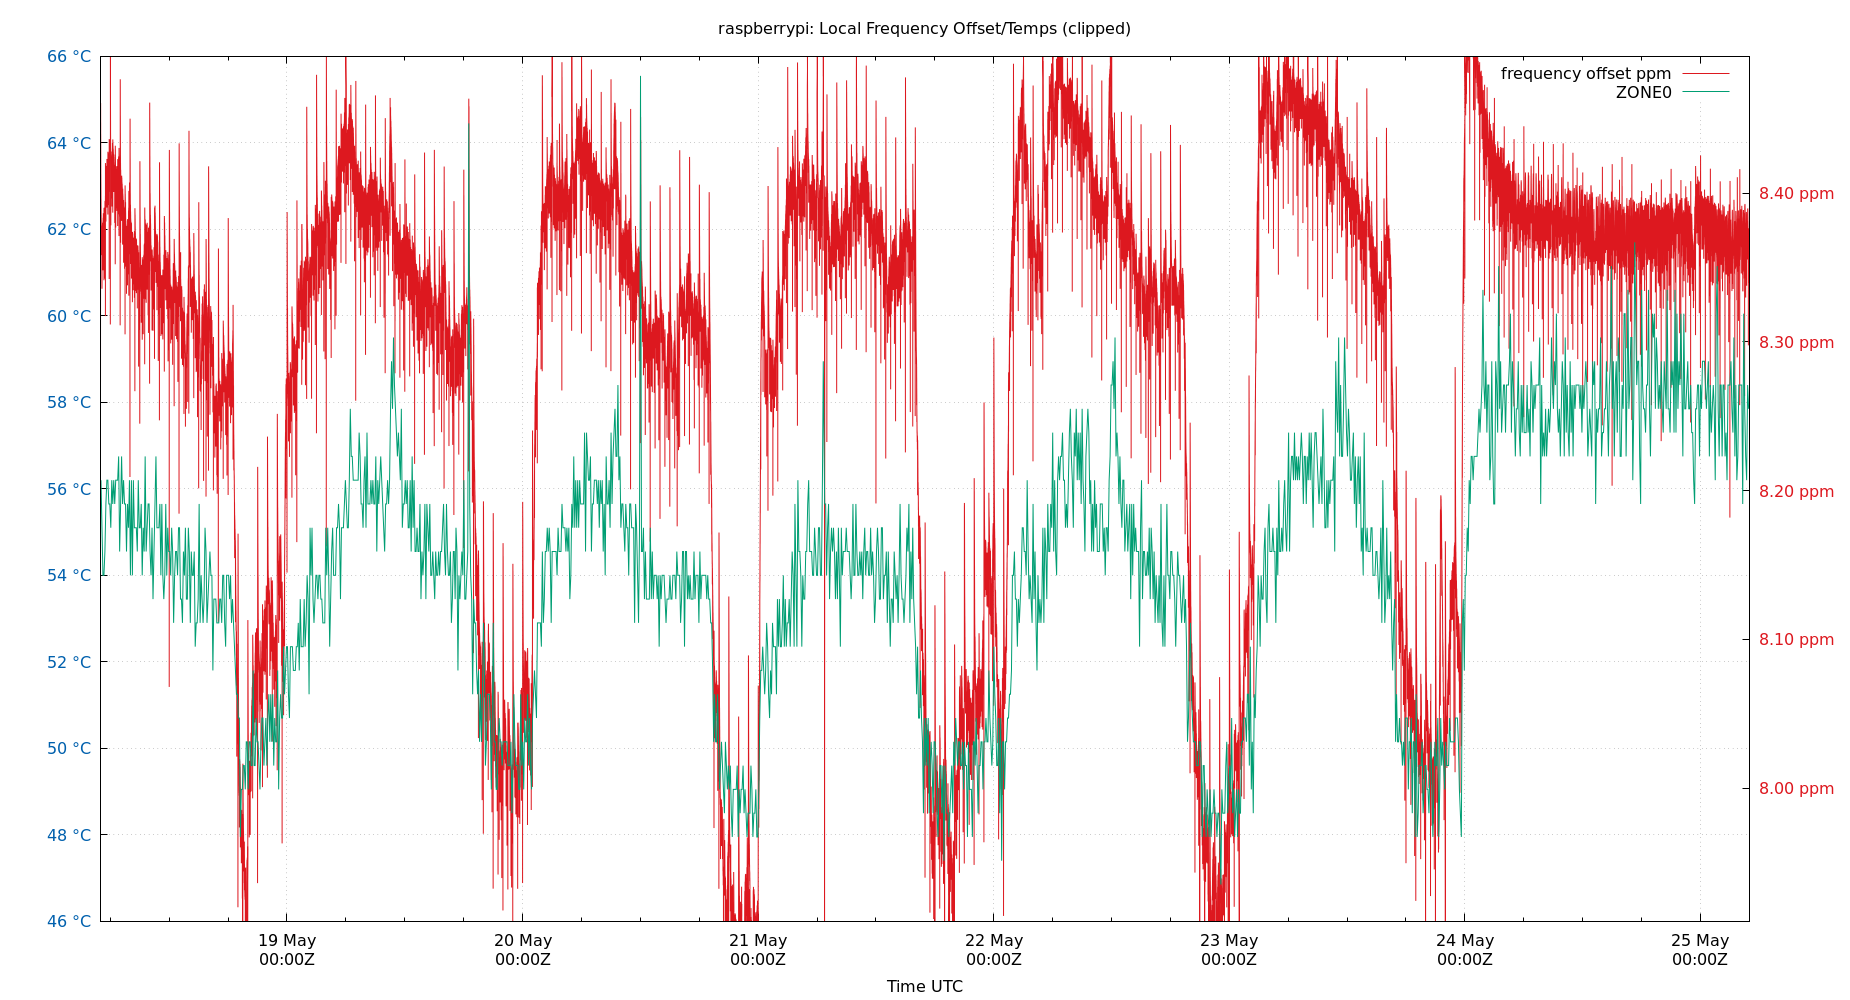 raspberrypi: Local Frequency Offset/Temps (clipped)
66 °C
64 °C
62 °C
60 °C
58 °C
56 °C
54 °C
52 °C
50 °C
48 °C
46 °C
frequency offset ppm
ZONE0
8.40 ppm
8.30 ppm
8.20 ppm
8.10 ppm
8.00 ppm
19 May
00:00Z
20 May
00:00Z
21 May
00:00Z
22 May
00:00Z
23 May
00:00Z
24 May
00:00Z
25 May
00:00Z
Time UTC